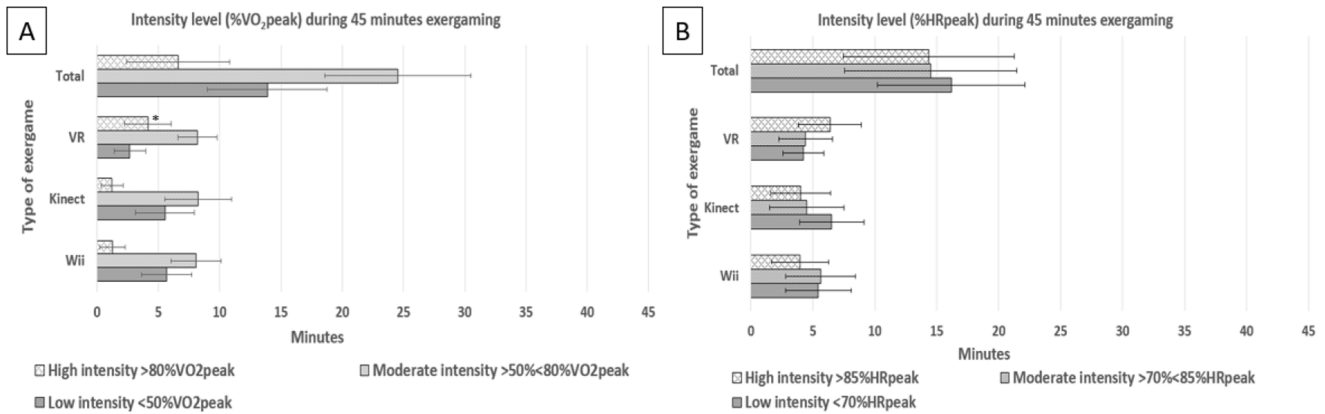 A
Intensity level (%VO₂peak) during 45 minutes exergaming
Type of exergame
Total
VR
*
Kinect
Wii
0 5 10 15 20 25 30 35 40 45
Minutes
High intensity >80%VO2peak
Moderate intensity >50%<80%VO2peak
Low intensity <50%VO2peak
B
Intensity level (%HRpeak) during 45 minutes exergaming
Type of exergame
Total
VR
Kinect
Wii
0 5 10 15 20 25 30 35 40 45
Minutes
High intensity >85%HRpeak
Moderate intensity >70%<85%HRpeak
Low intensity <70%HRpeak